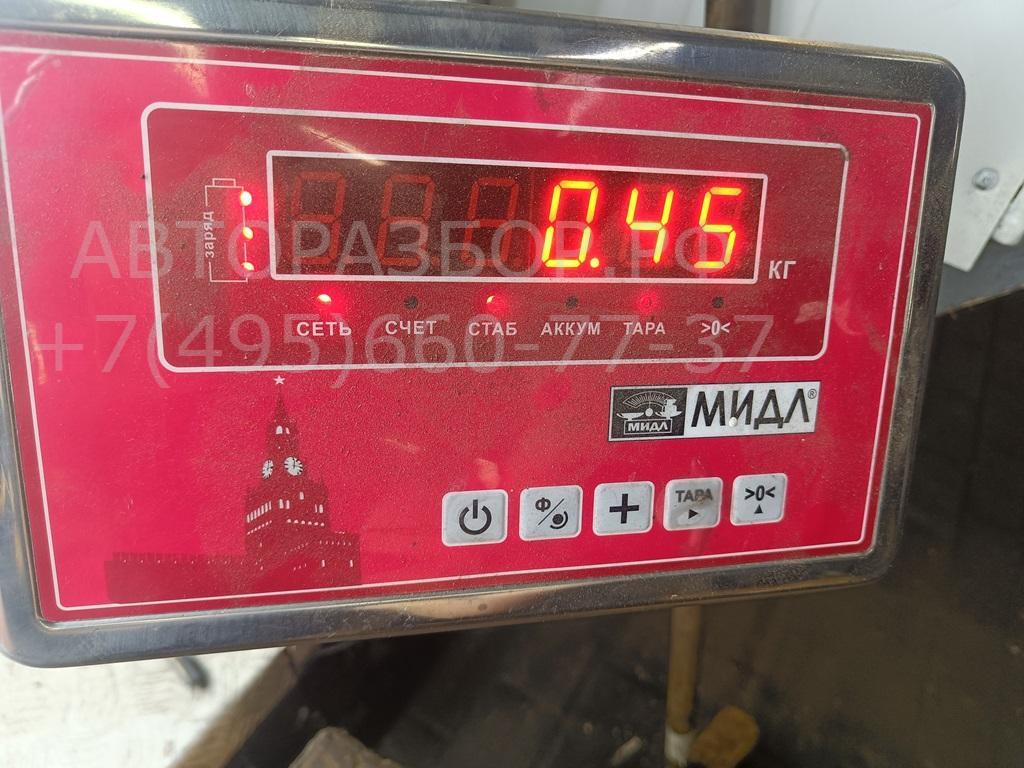 заряд
0.45
КГ
АВТОРАЗБОР.РФ
СЕТЬ СЧЕТ СТАБ АККУМ ТАРА >0<
+7(495)660-77-37
МИДЛ МИДЛ®
Ф ТАРА >0<